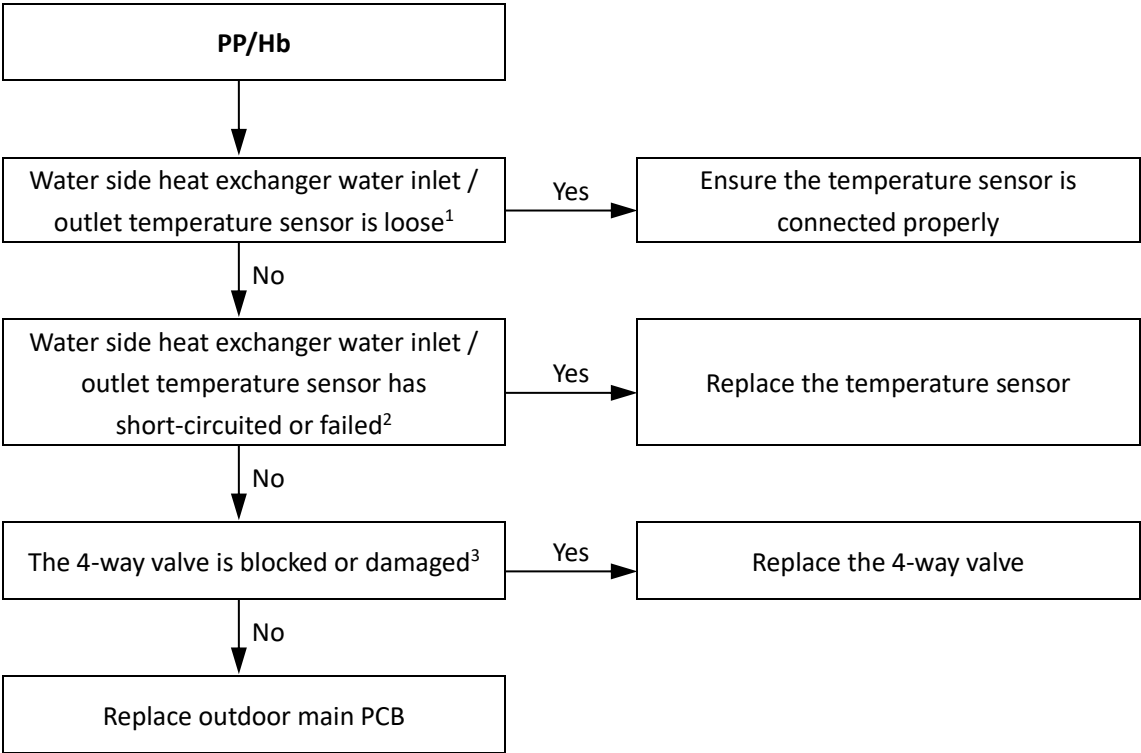 PP/Hb
Water side heat exchanger water inlet /
outlet temperature sensor is loose¹
Yes
Ensure the temperature sensor is
connected properly
No
Water side heat exchanger water inlet /
outlet temperature sensor has
short-circuited or failed²
Yes
Replace the temperature sensor
No
The 4-way valve is blocked or damaged³
Yes
Replace the 4-way valve
No
Replace outdoor main PCB